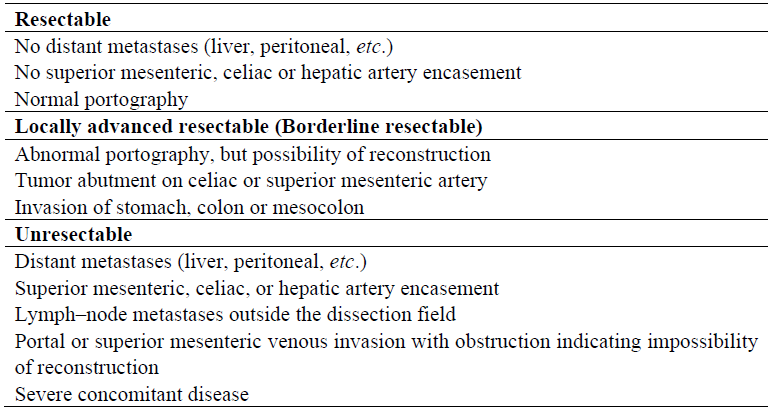 Resectable
No distant metastases (liver, peritoneal, etc.)
No superior mesenteric, celiac or hepatic artery encasement
Normal portography
Locally advanced resectable (Borderline resectable)
Abnormal portography, but possibility of reconstruction
Tumor abutment on celiac or superior mesenteric artery
Invasion of stomach, colon or mesocolon
Unresectable
Distant metastases (liver, peritoneal, etc.)
Superior mesenteric, celiac, or hepatic artery encasement
Lymph–node metastases outside the dissection field
Portal or superior mesenteric venous invasion with obstruction indicating impossibility
of reconstruction
Severe concomitant disease